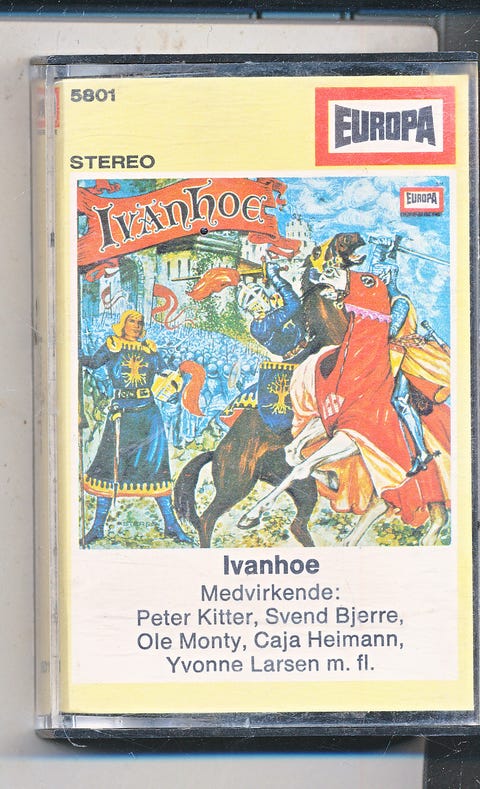 5801
EUROPA
STEREO
IVANHOE
EUROPA
Ivanhoe
Medvirkende:
Peter Kitter, Svend Bjerre,
Ole Monty, Caja Heimann,
Yvonne Larsen m. fl.